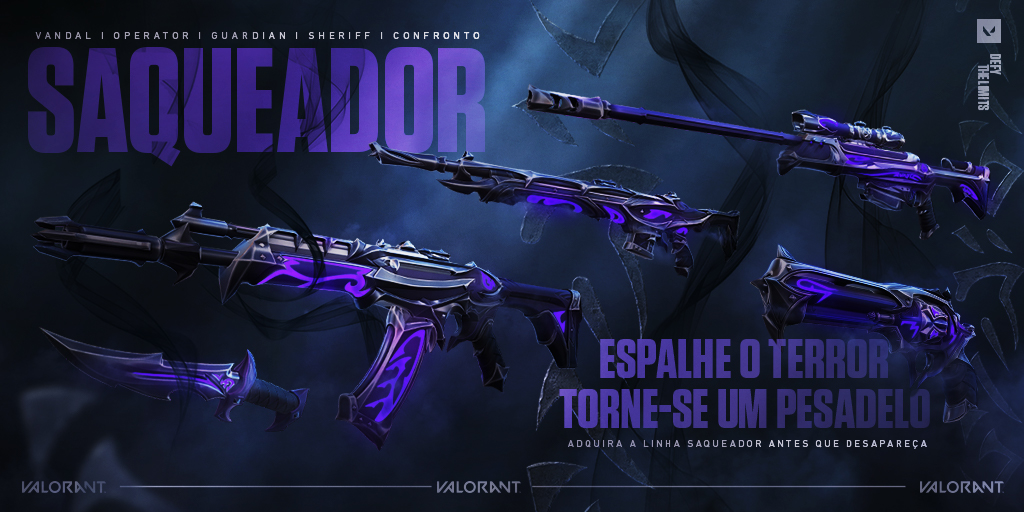 VANDAL | OPERATOR | GUARDIAN | SHERIFF | CONFRONTO
SAQUEADOR
DEFY
THE LIMITS
ESPALHE O TERROR
TORNE-SE UM PESADELO
ADQUIRA A LINHA SAQUEADOR ANTES QUE DESAPAREÇA
VALORANT
VALORANT
VALORANT